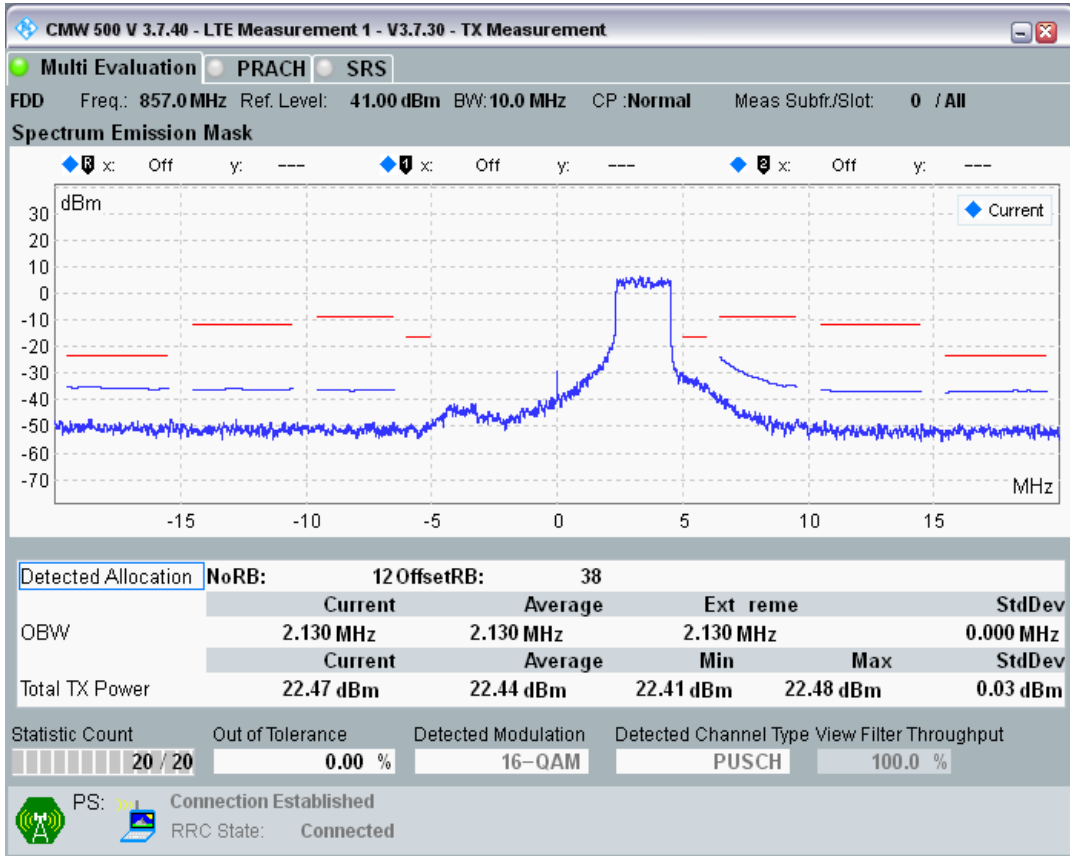 CMW 500 V 3.7.40 - LTE Measurement 1 - V3.7.30 - TX Measurement
Multi Evaluation PRACH SRS
FDD Freq.: 857.0 MHz Ref. Level: 41.00 dBm BW: 10.0 MHz CP :Normal Meas Subfr./Slot: 0 / All
Spectrum Emission Mask
R x: Off y: --- 1 x: Off y: --- 2 x: Off y: ---
dBm
Current
30
20
10
0
-10
-20
-30
-40
-50
-60
-70
MHz
-15 -10 -5 0 5 10 15
Detected Allocation NoRB: 12 OffsetRB: 38
Current Average Ext reme StdDev
OBW 2.130 MHz 2.130 MHz 2.130 MHz 0.000 MHz
Current Average Min Max StdDev
Total TX Power 22.47 dBm 22.44 dBm 22.41 dBm 22.48 dBm 0.03 dBm
Statistic Count Out of Tolerance Detected Modulation Detected Channel Type View Filter Throughput
20 / 20 0.00 % 16-QAM PUSCH 100.0 %
PS: Connection Established
RRC State: Connected